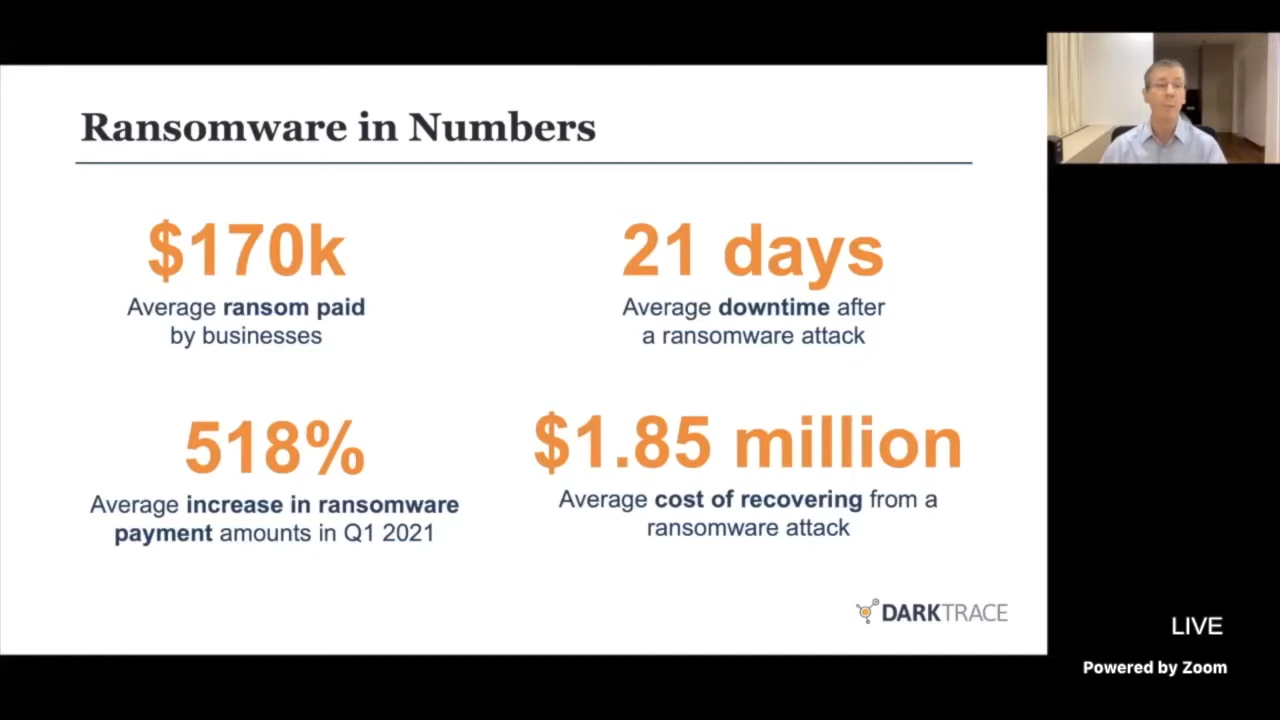 Ransomware in Numbers
$170k
Average ransom paid
by businesses
21 days
Average downtime after
a ransomware attack
518%
Average increase in ransomware
payment amounts in Q1 2021
$1.85 million
Average cost of recovering from a
ransomware attack
DARKTRACE
LIVE
Powered by Zoom